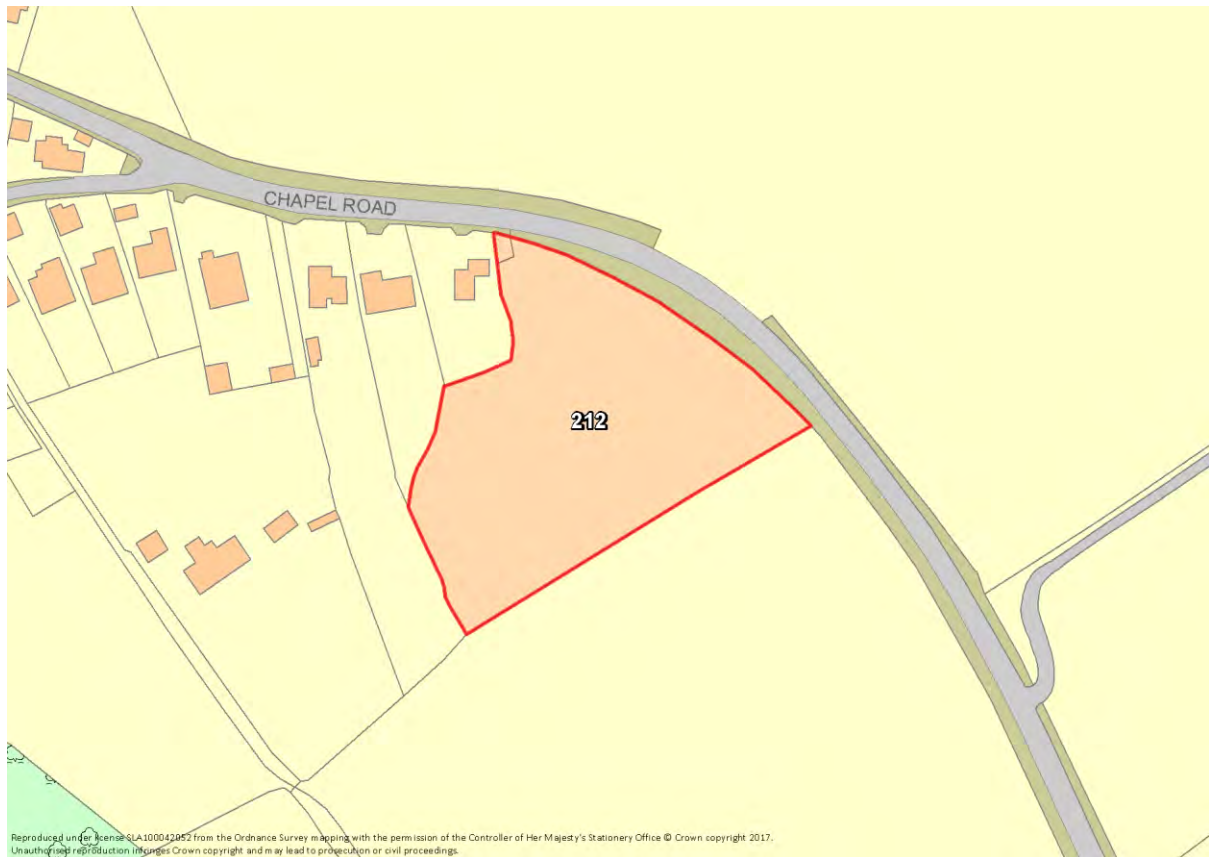 CHAPEL ROAD
212
Reproduced under license SLA100042052 from the Ordnance Survey mapping with the permission of the Controller of Her Majesty's Stationery Office © Crown copyright 2017.
Unauthorised reproduction infringes Crown copyright and may lead to prosecution or civil proceedings.